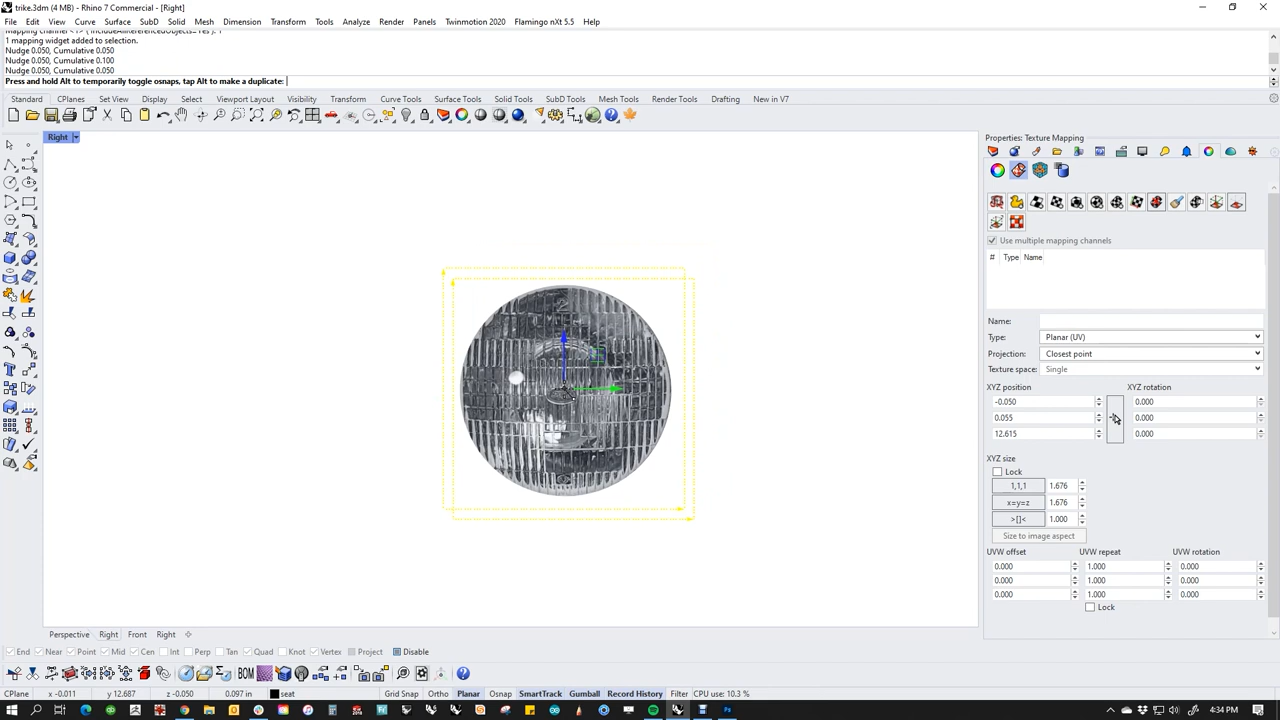 trike.3dm (4 MB) - Rhino 7 Commercial - [Right]
File Edit View Curve Surface SubD Solid Mesh Dimension Transform Tools Analyze Render Panels Twinmotion 2020 Flamingo nXt 5.5 Help
Mapping channel <1> ( IncludeAllReferencedObjects=Yes ): 1
1 mapping widget added to selection.
Nudge 0.050, Cumulative 0.050
Nudge 0.050, Cumulative 0.100
Nudge 0.050, Cumulative 0.050
Press and hold Alt to temporarily toggle osnaps, tap Alt to make a duplicate:
Standard CPlanes Set View Display Select Viewport Layout Visibility Transform Curve Tools Surface Tools Solid Tools SubD Tools Mesh Tools Render Tools Drafting New in V7
Right
Properties: Texture Mapping
Use multiple mapping channels
# Type Name
Name:
Type: Planar (UV)
Projection: Closest point
Texture space: Single
XYZ position XYZ rotation
-0.050 0.000
0.055 0.000
12.615 0.000
XYZ size
Lock
1,1,1 1.676
x=y=z 1.676
>[]< 1.000
Size to image aspect
UVW offset UVW repeat UVW rotation
0.000 1.000 0.000
0.000 1.000 0.000
0.000 1.000 0.000
Lock
Perspective Right Front Right
End Near Point Mid Cen Int Perp Tan Quad Knot Vertex Project Disable
BOM
CPlane x -0.011 y 12.687 z -0.050 0.097 in seat Grid Snap Ortho Planar Osnap SmartTrack Gumball Record History Filter CPU use: 10.3 %
4:34 PM